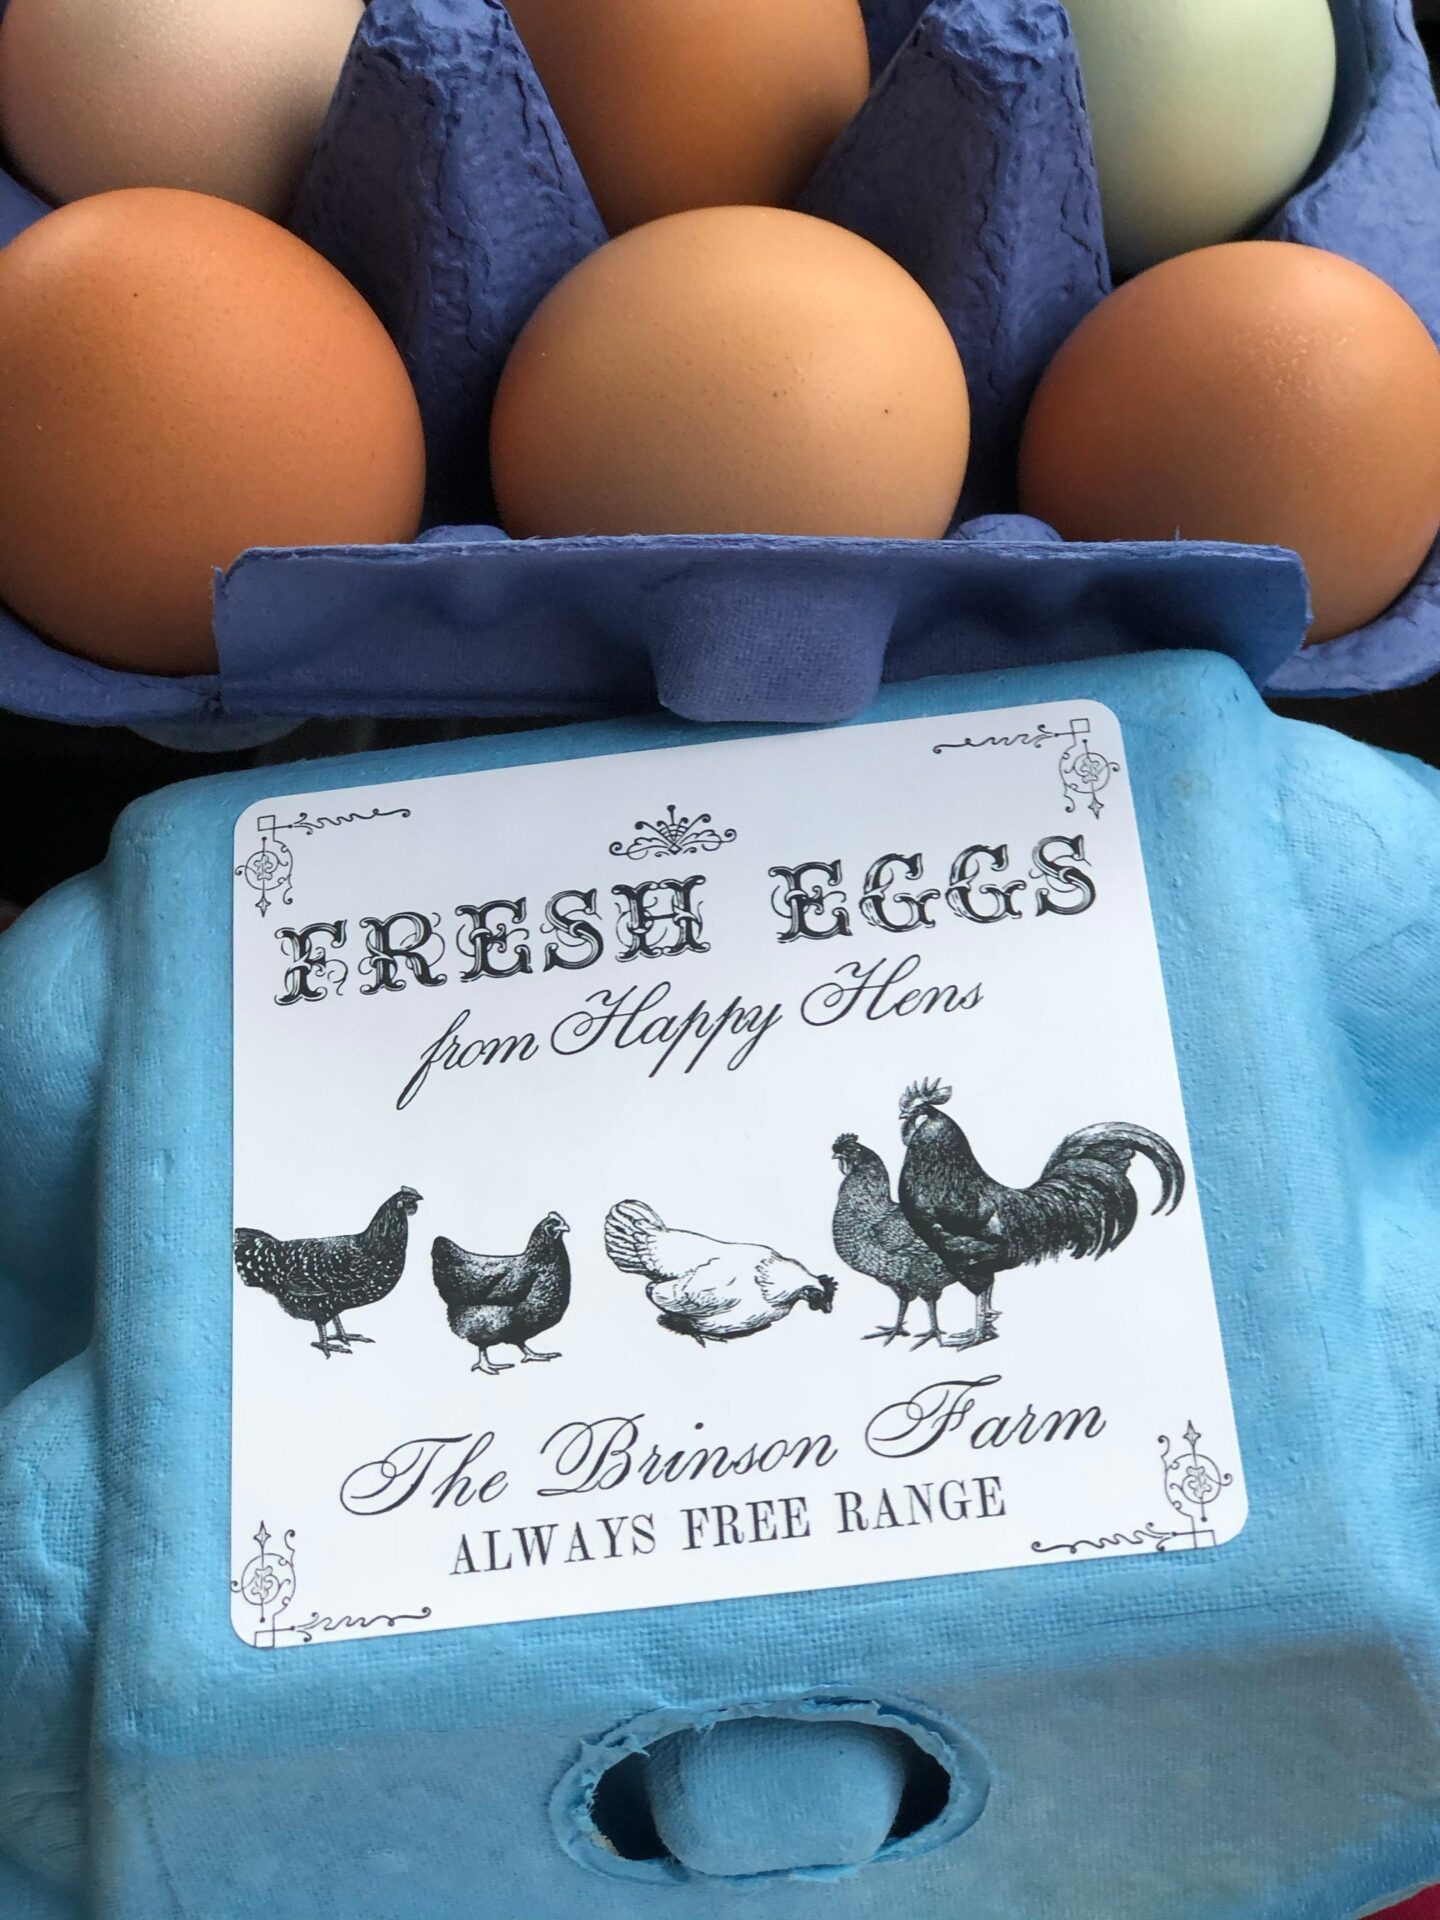 FRESH EGGS
from Happy Hens
The Brinson Farm
ALWAYS FREE RANGE